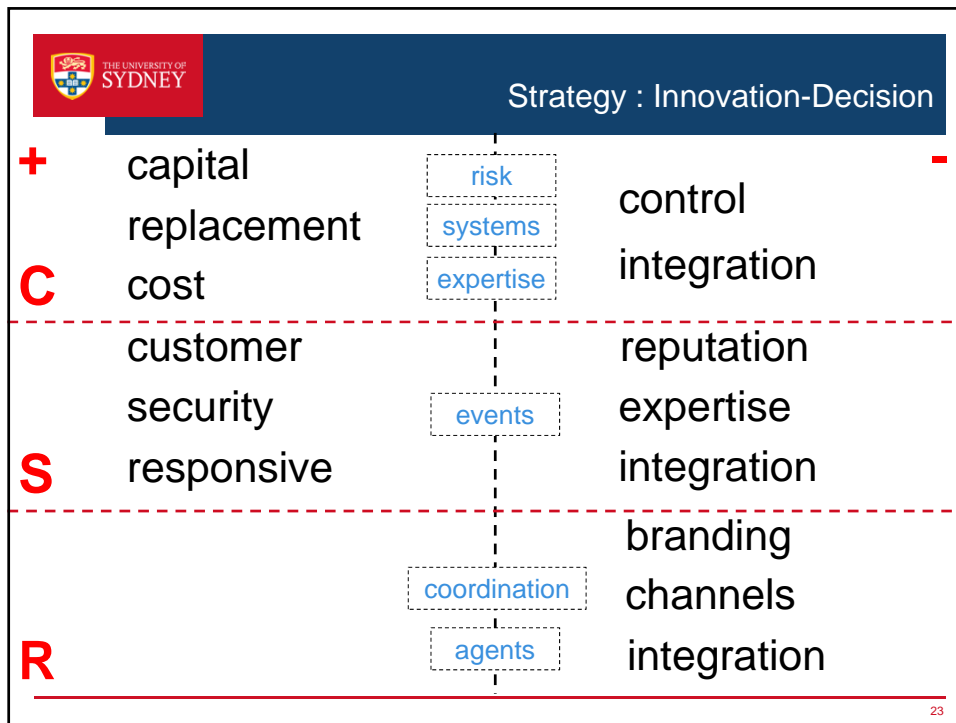 THE UNIVERSITY OF
SYDNEY
Strategy : Innovation-Decision
+
-
capital
risk
control
replacement
systems
integration
C
cost
expertise
customer
reputation
security
events
expertise
S
responsive
integration
branding
coordination
channels
R
agents
integration
23